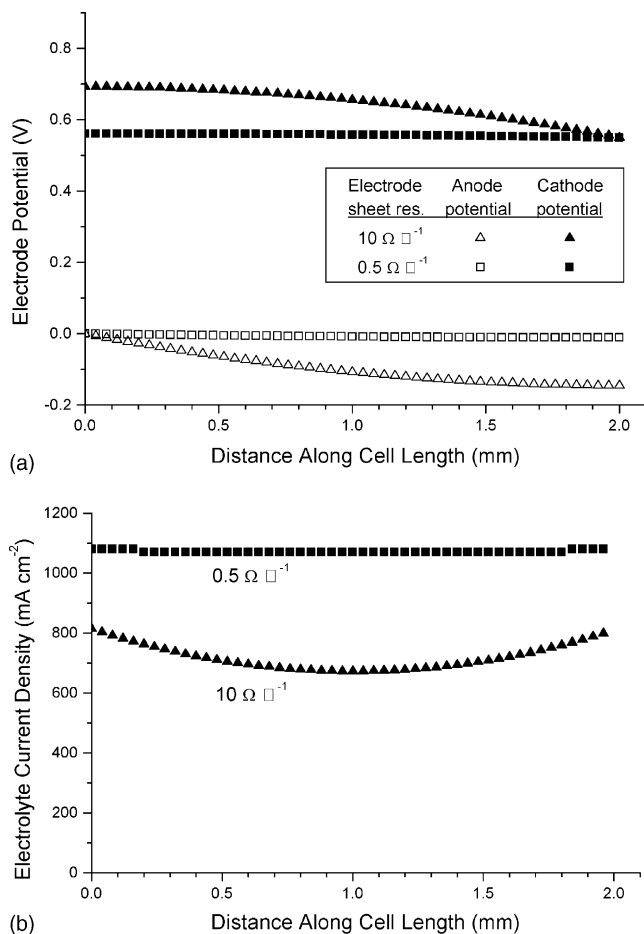 0.8
0.6
0.4
0.2
0.0
-0.2
Electrode Potential (V)
Electrode Anode Cathode
sheet res. potential potential
10 Ω □⁻¹ △ ▲
0.5 Ω □⁻¹ □ ■
0.0 0.5 1.0 1.5 2.0
(a) Distance Along Cell Length (mm)
1200
1000
800
600
400
200
0
Electrolyte Current Density (mA cm⁻²)
0.5 Ω □⁻¹
10 Ω □⁻¹
0.0 0.5 1.0 1.5 2.0
(b) Distance Along Cell Length (mm)